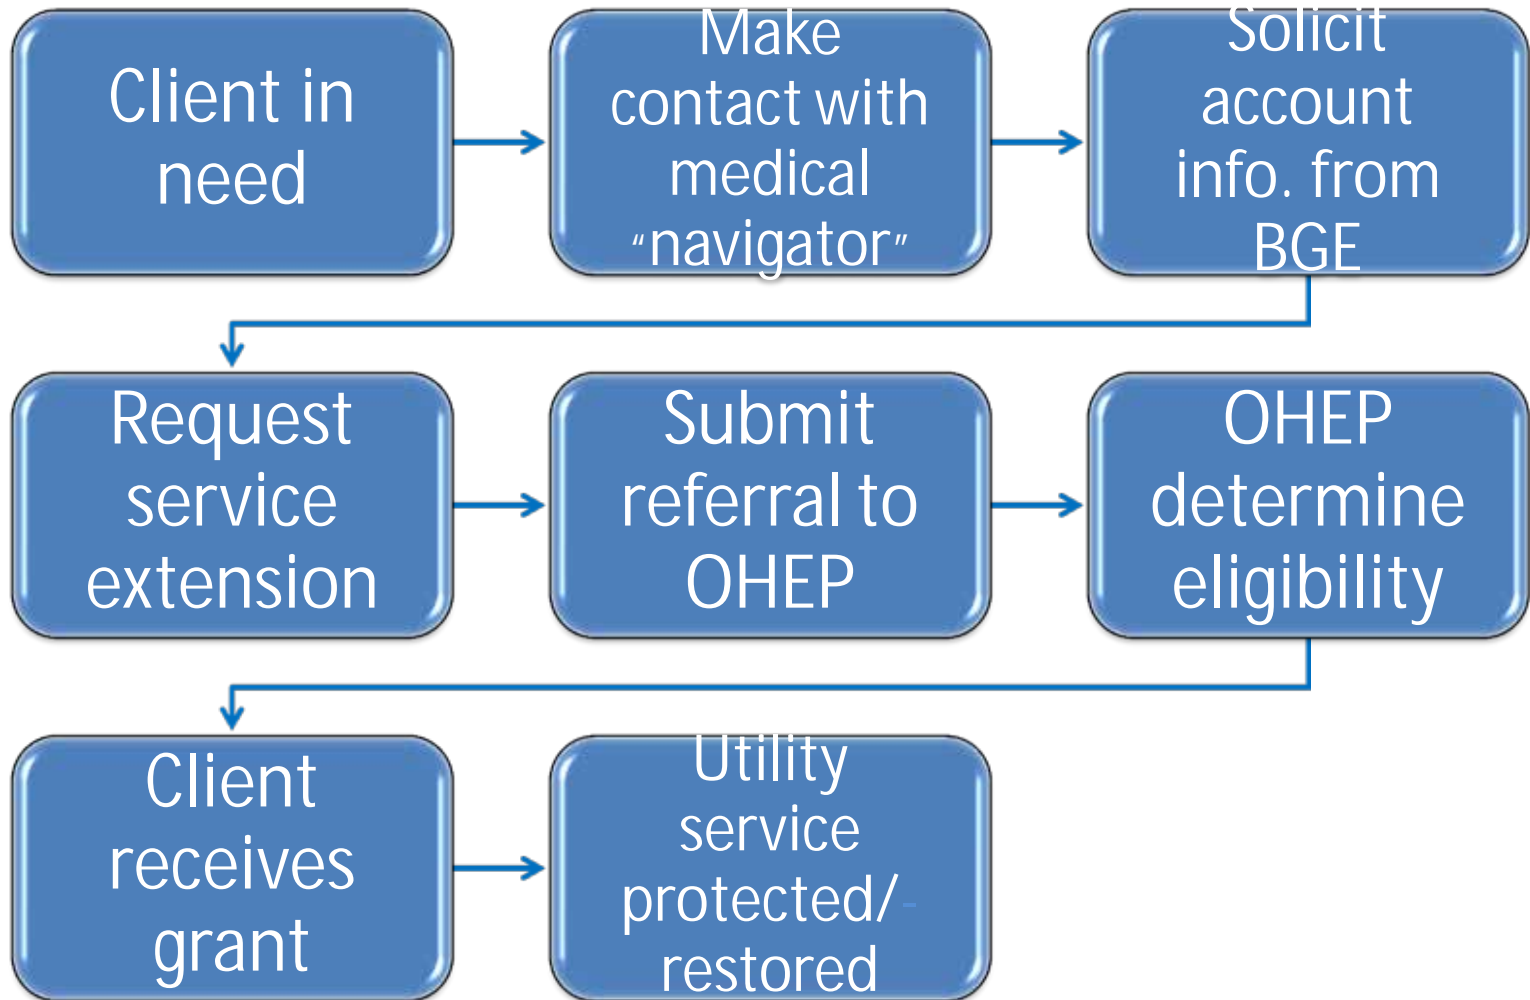 Client in
need
Make
contact with
medical
“navigator”
Solicit
account
info. from
BGE
Request
service
extension
Submit
referral to
OHEP
OHEP
determine
eligibility
Client
receives
grant
Utility
service
protected/-
restored